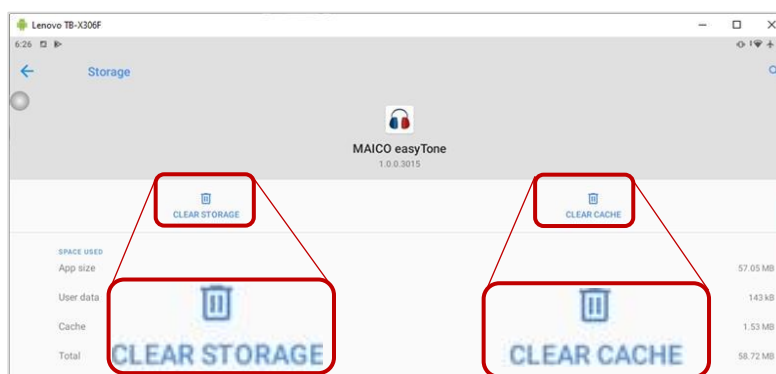 Lenovo TB-X306F
6:26
Storage
MAICO easyTone
1.0.0.3015
CLEAR STORAGE
CLEAR CACHE
SPACE USED
App size 57.05 MB
User data 143 kB
Cache 1.53 MB
Total 58.72 MB
CLEAR STORAGE
CLEAR CACHE